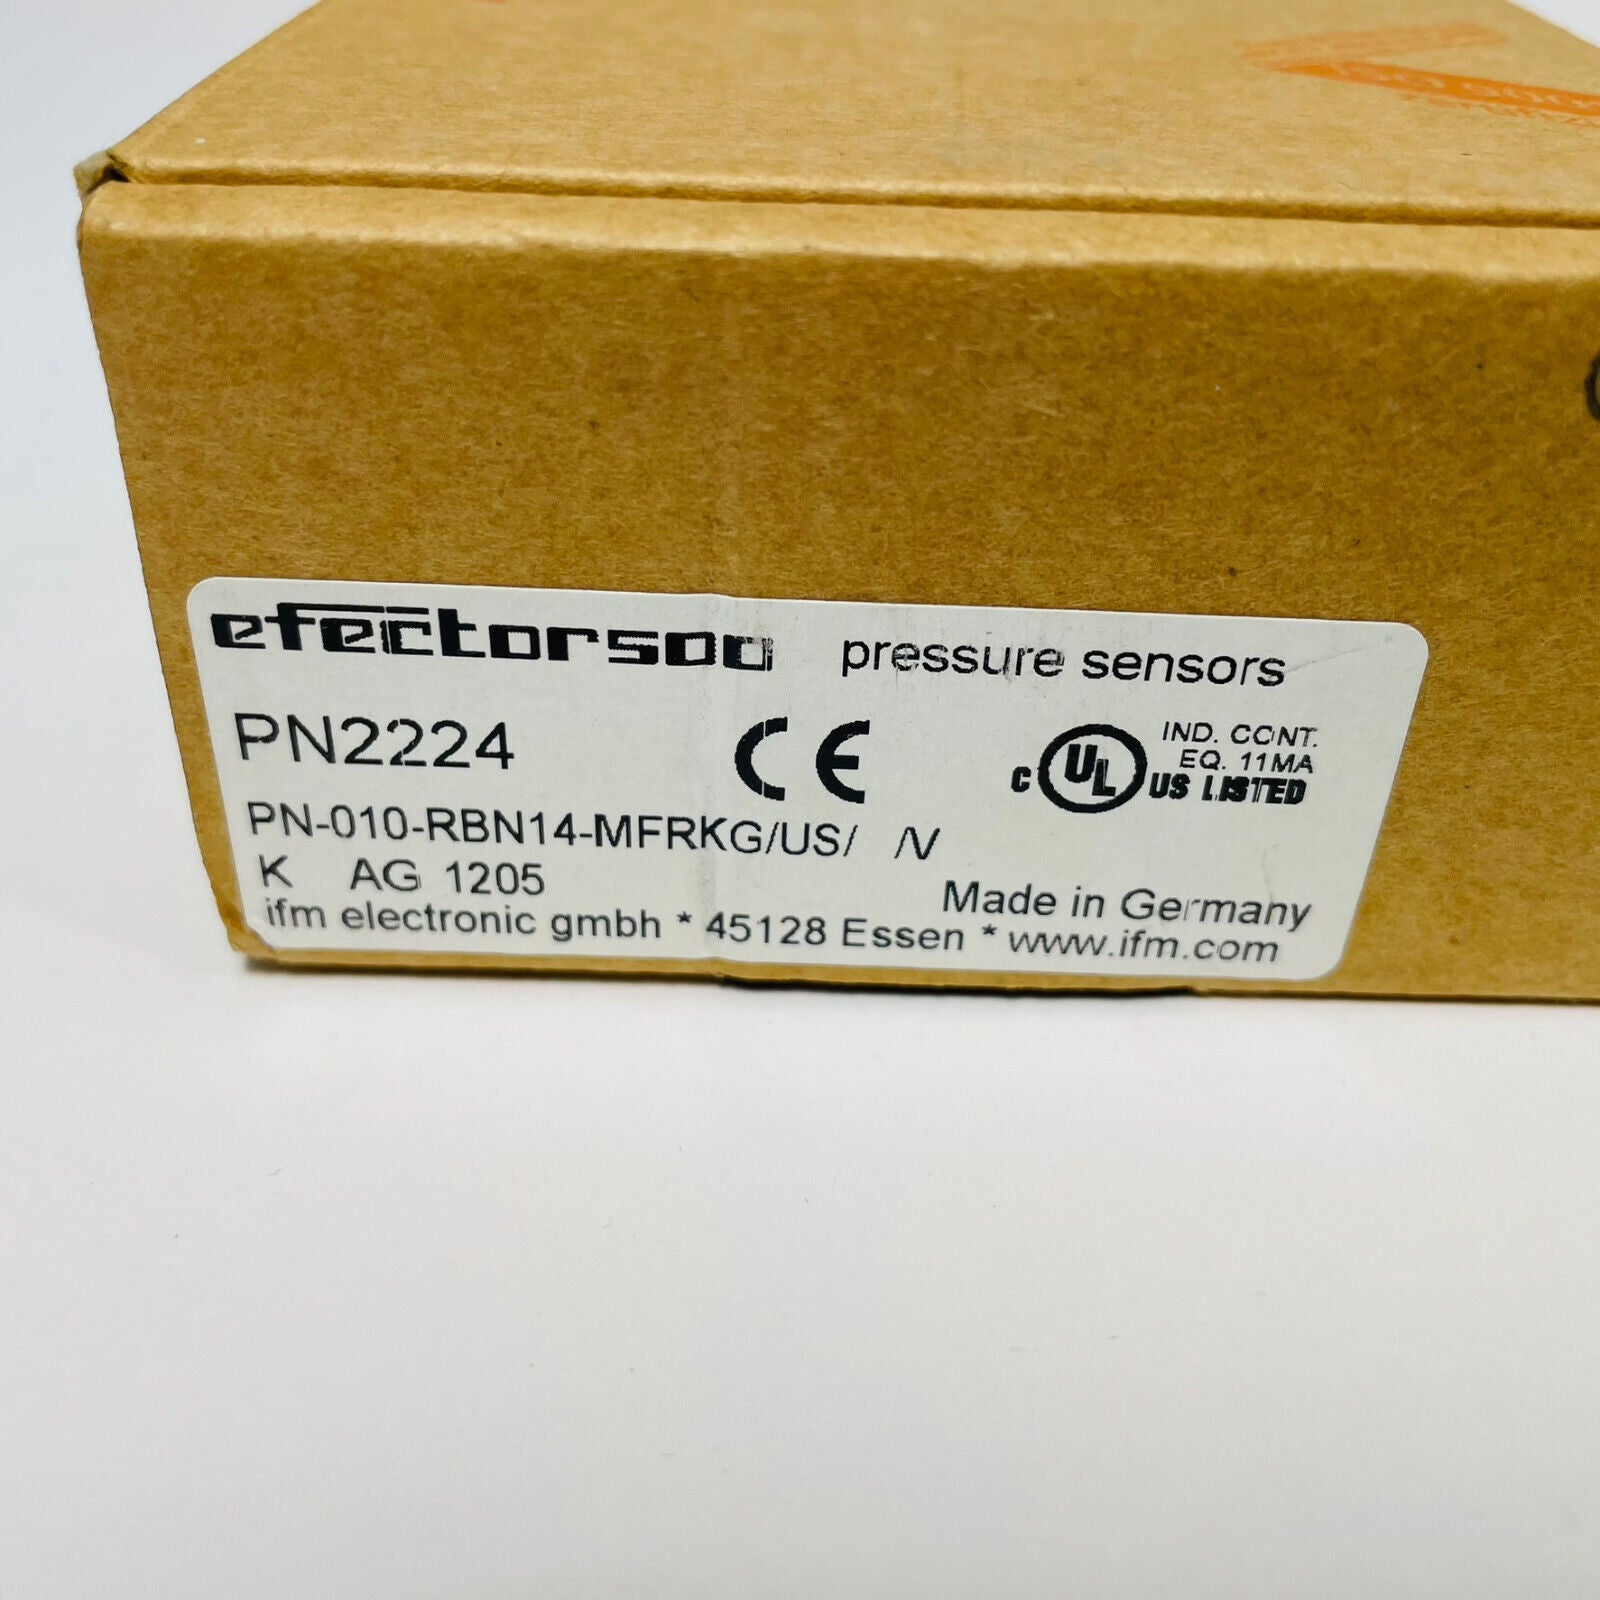 efector500 pressure sensors
PN2224 CE
IND. CONT.
EQ. 11MA
C UL US LISTED
PN-010-RBN14-MFRKG/US/ /V
K AG 1205
Made in Germany
ifm electronic gmbh * 45128 Essen * www.ifm.com